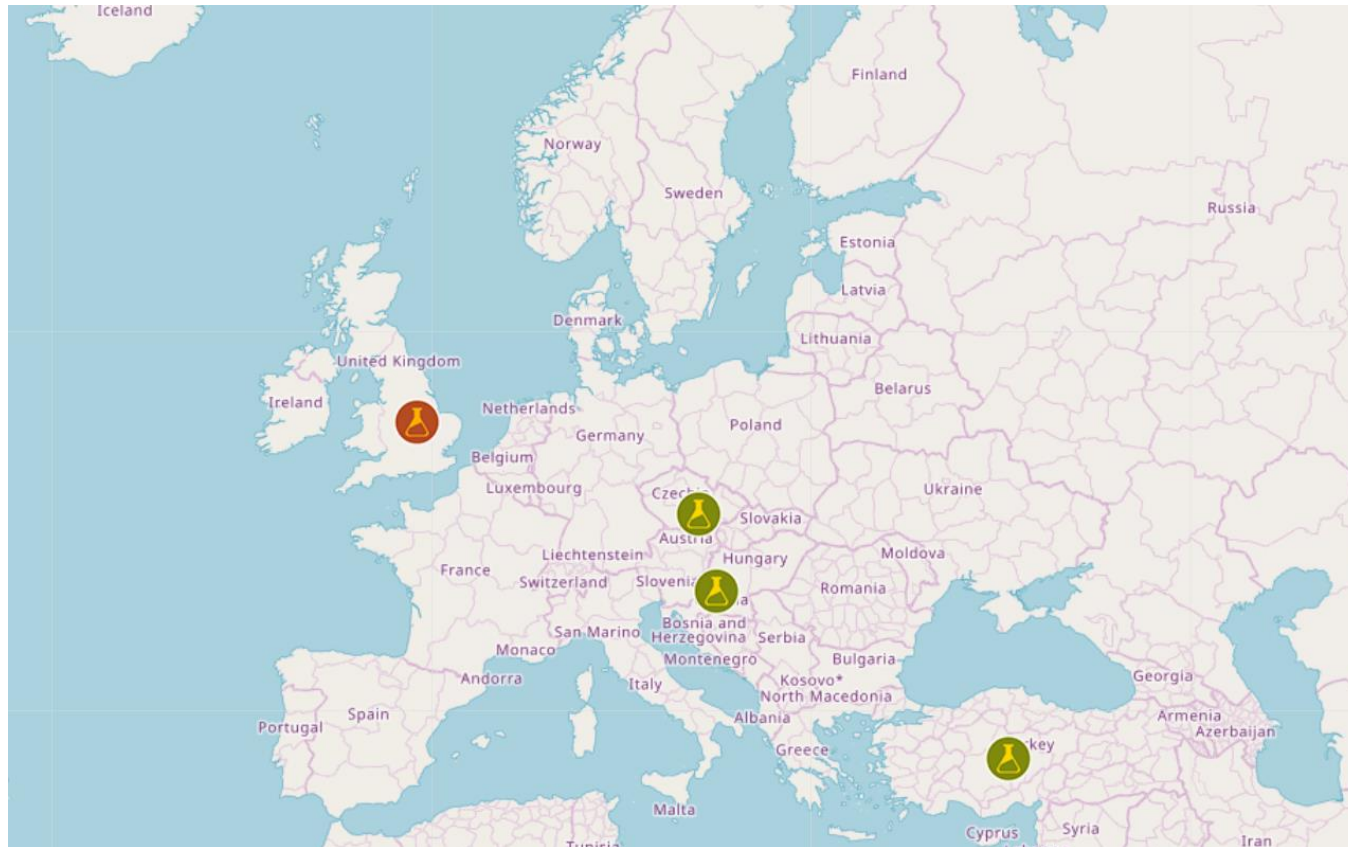 Iceland
Finland
Norway
Sweden
Russia
Estonia
Latvia
Denmark
Lithuania
United Kingdom
Belarus
Ireland
Netherlands
Poland
Germany
Belgium
Luxembourg
Ukraine
Slovakia
Austria
Liechtenstein
Hungary
Moldova
France
Switzerland
Slovenia
Romania
Bosnia and
Herzegovina
San Marino
Serbia
Monaco
Montenegro
Bulgaria
Andorra
Italy
Kosovo*
North Macedonia
Georgia
Portugal
Spain
Albania
Armenia
Azerbaijan
Greece
Malta
Cyprus
Syria
Iran